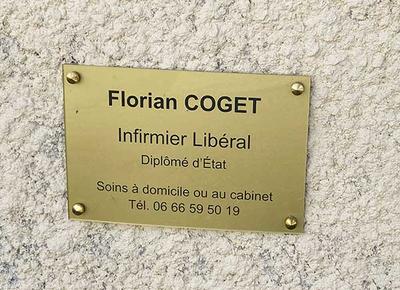 Florian COGET
Infirmier Libéral
Diplômé d'État
Soins à domicile ou au cabinet
Tél. 06 66 59 50 19